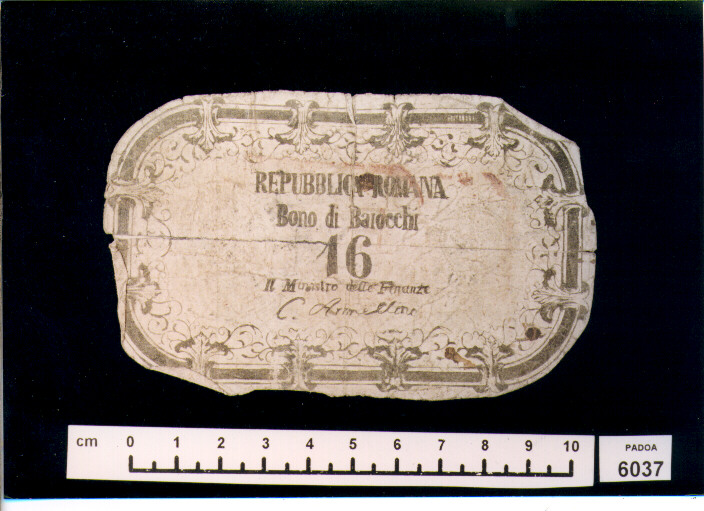 REPUBBLICA ROMANA
Bono di Baiocchi
16
Il Ministro delle Finanze
C. Armellini
cm 0 1 2 3 4 5 6 7 8 9 10
PADOA
6037